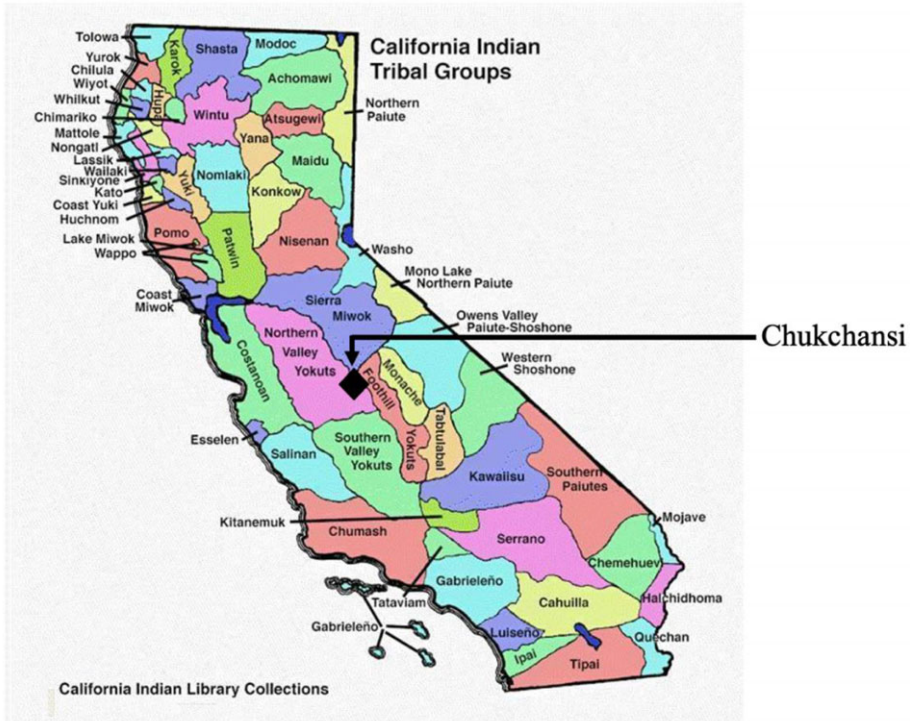 California Indian
Tribal Groups
Tolowa
Yurok
Chilula
Wiyot
Whilkut
Chimariko
Mattole
Nongatl
Lassik
Wailaki
Sinkiyone
Kato
Coast Yuki
Huchnom
Lake Miwok
Wappo
Coast
Miwok
Karok
Shasta
Modoc
Achomawi
Northern
Paiute
Hupa
Wintu
Atsugewi
Yana
Maidu
Yuki
Nomlaki
Konkow
Pomo
Patwin
Nisenan
Washo
Mono Lake
Northern Paiute
Sierra
Miwok
Owens Valley
Paiute-Shoshone
Chukchansi
Western
Shoshone
Costanoan
Northern
Valley
Yokuts
Foothill
Yokuts
Monache
Tabtulabal
Esselen
Salinan
Southern
Valley
Yokuts
Kawaiisu
Southern
Paiutes
Kitanemuk
Chumash
Serrano
Mojave
Chemehuevi
Tataviam
Gabrieleño
Gabrieleño
Cahuilla
Halchidhoma
Luiseño
Ipai
Tipai
Quechan
California Indian Library Collections